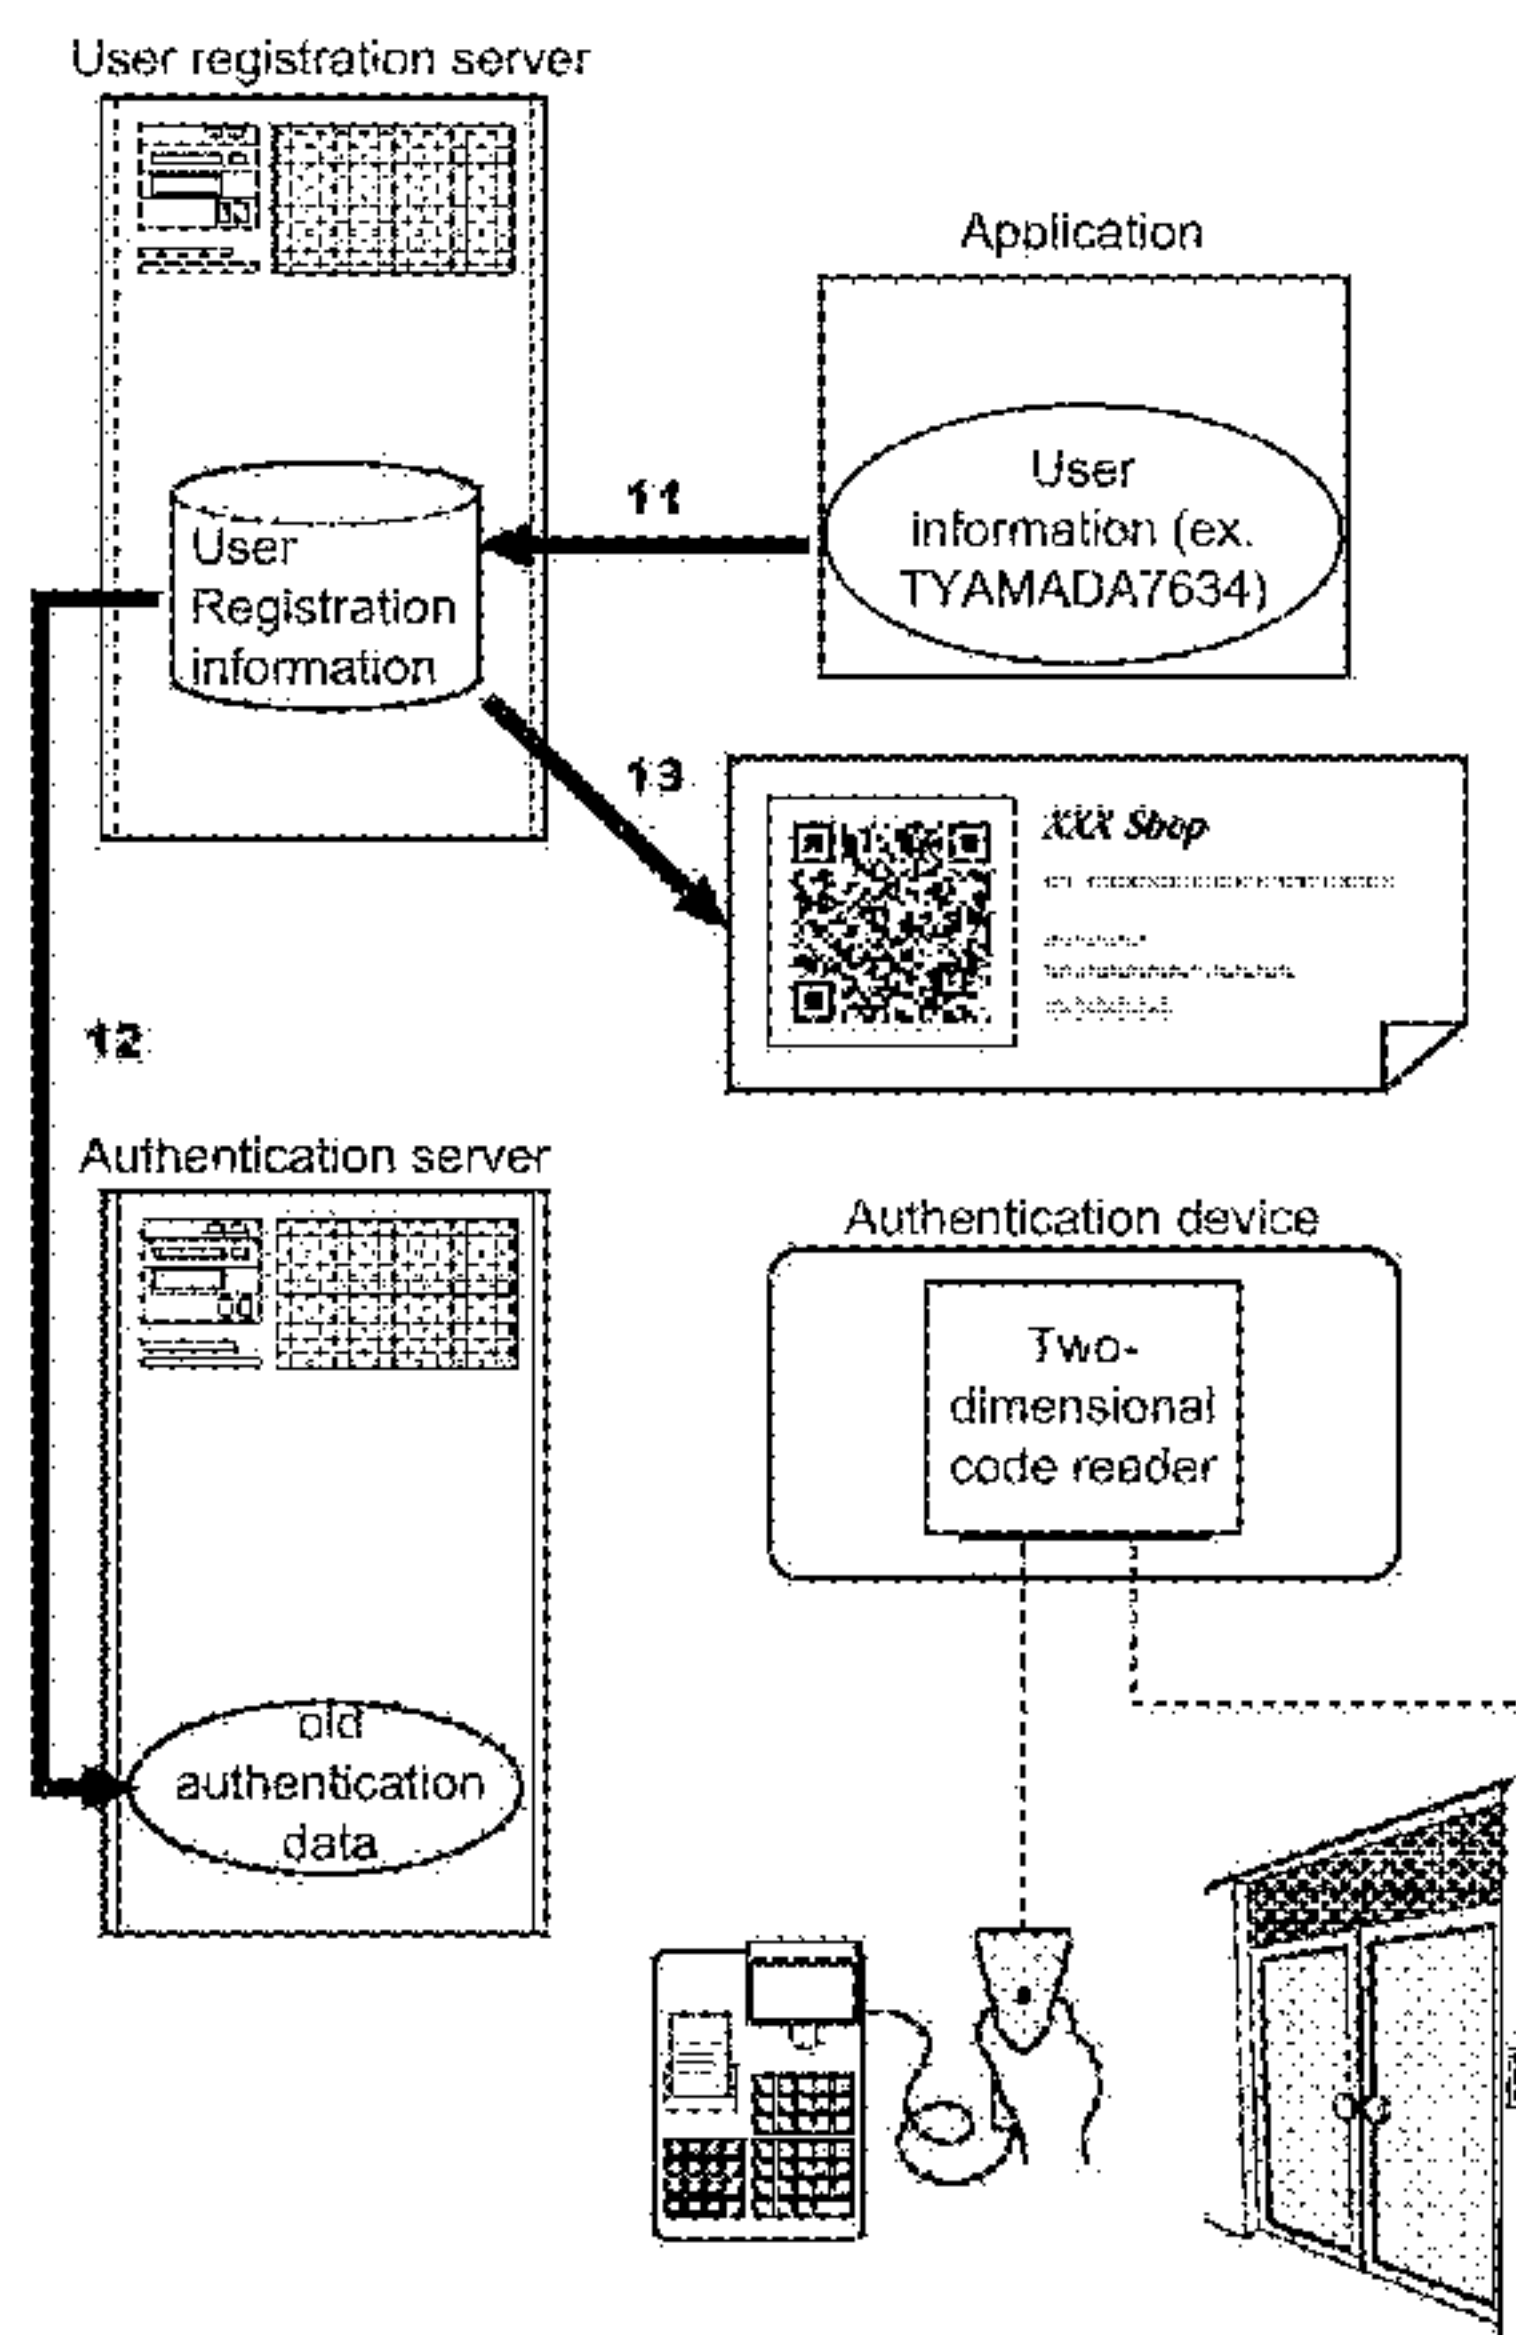 User registration server
Application
User
information (ex.
TYAMADA7634)
11
User
Registration
information
13
XXX Shop
12
Authentication server
Authentication device
Two-
dimensional
code reader
old
authentication
data